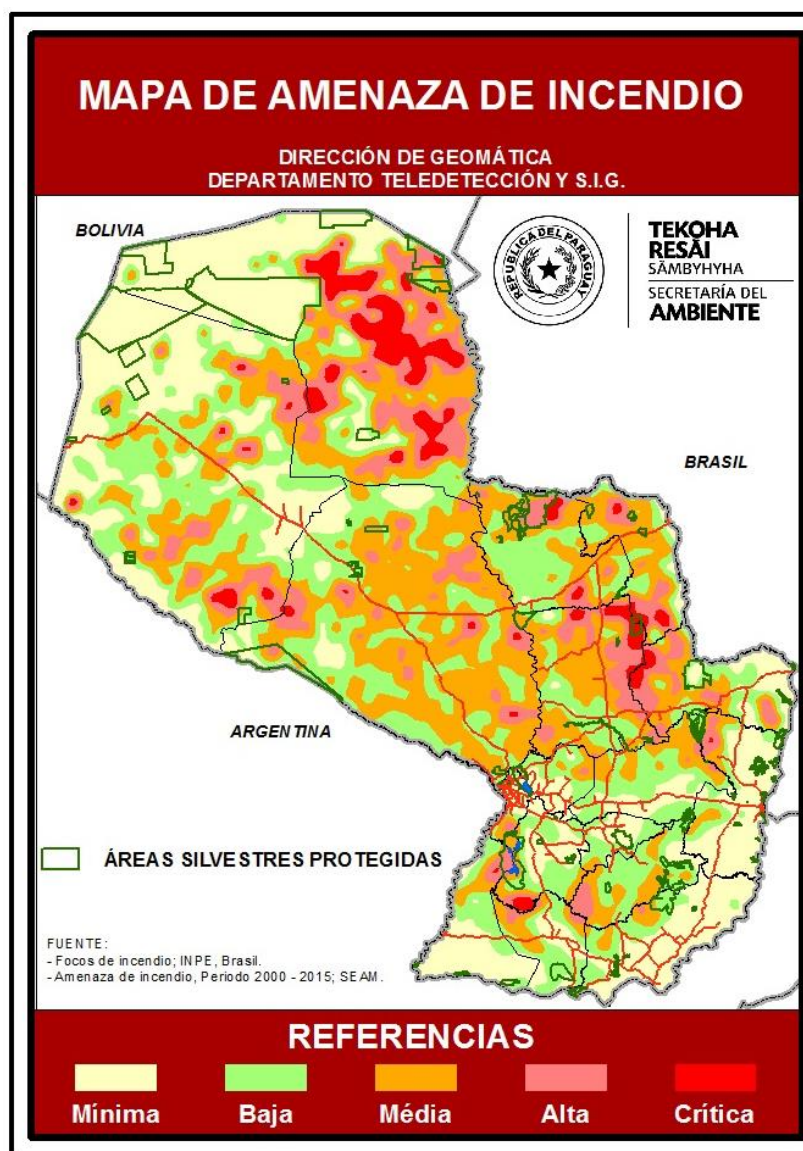 MAPA DE AMENAZA DE INCENDIO
DIRECCIÓN DE GEOMÁTICA
DEPARTAMENTO TELEDETECCIÓN Y S.I.G.
BOLIVIA
REPUBLICA DEL PARAGUAY
TEKOHA
RESÃI
SÃMBYHYHA
SECRETARÍA DEL
AMBIENTE
BRASIL
ARGENTINA
ÁREAS SILVESTRES PROTEGIDAS
FUENTE:
- Focos de incendio; INPE, Brasil.
- Amenaza de incendio, Periodo 2000 - 2015; SEAM.
REFERENCIAS
Mínima Baja Média Alta Crítica